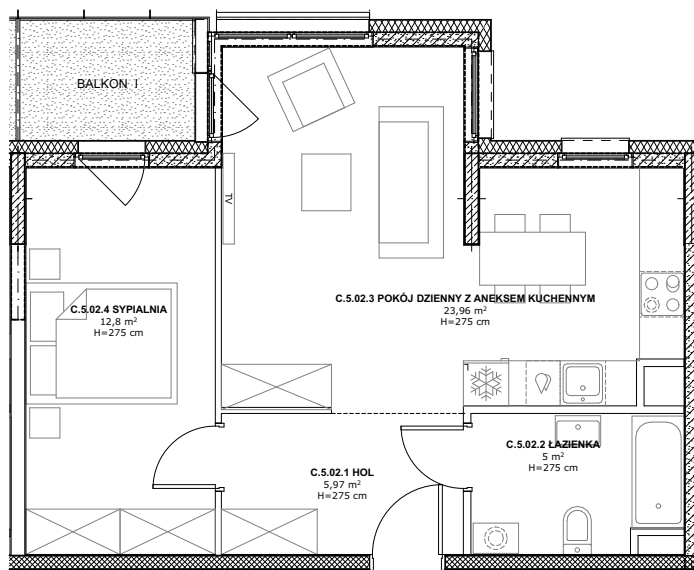 BALKON I
TV
C.5.02.3 POKÓJ DZIENNY Z ANEKSEM KUCHENNYM
23,96 m²
H=275 cm
C.5.02.4 SYPIALNIA
12,8 m²
H=275 cm
C.5.02.2 ŁAZIENKA
5 m²
H=275 cm
C.5.02.1 HOL
5,97 m²
H=275 cm